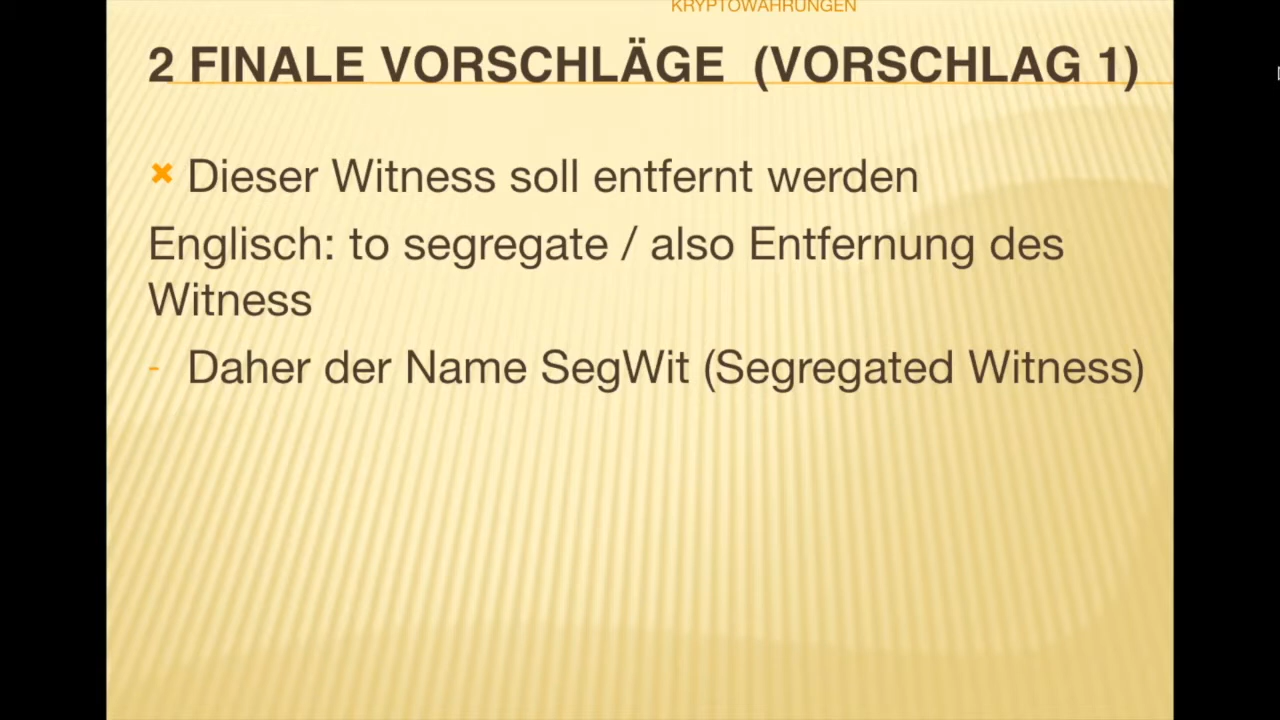 KRYPTOWÄHRUNGEN
2 FINALE VORSCHLÄGE (VORSCHLAG 1)
Dieser Witness soll entfernt werden
Englisch: to segregate / also Entfernung des
Witness
- Daher der Name SegWit (Segregated Witness)